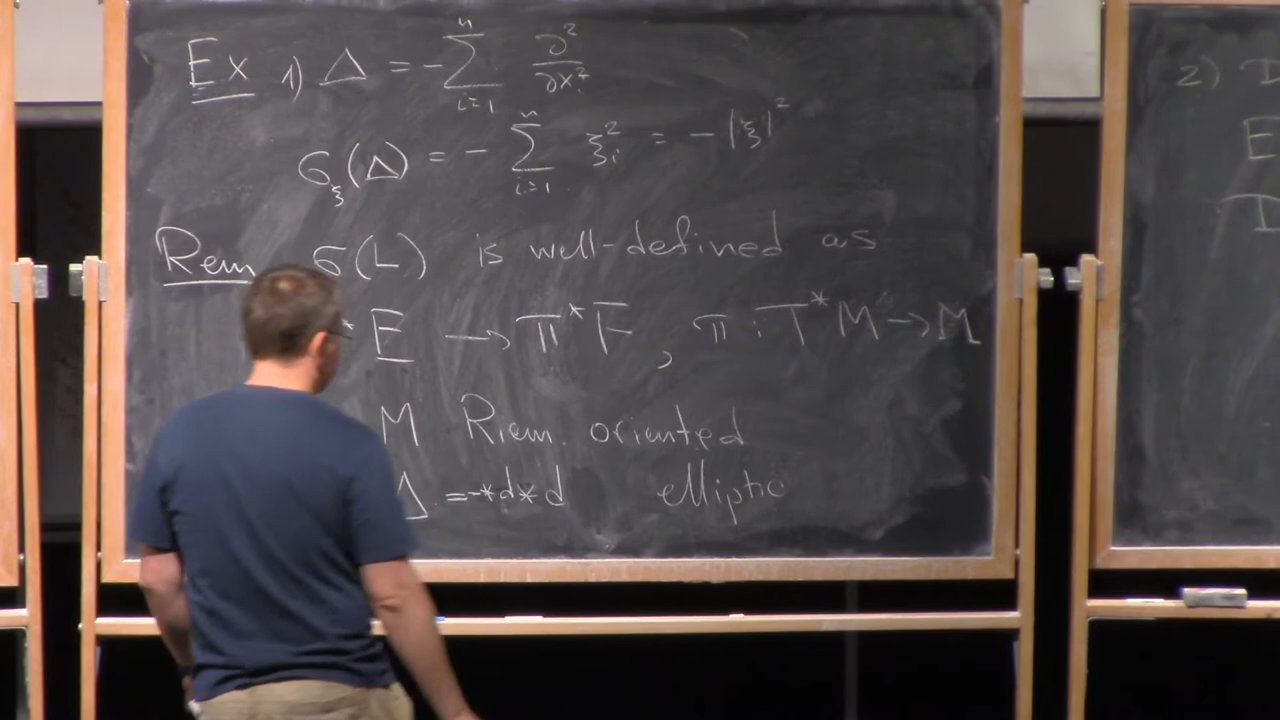 Ex 1) Δ = -∑_{i=1}^{n} ∂²/∂x_i²
σ_ξ(Δ) = - ∑_{i=1}^{n} ξ_i² = - |ξ|²
Rem σ(L) is well-defined as
* E → π*F , π : T*M → M
M Riem. oriented
Δ = -*d*d elliptic
2) D
E